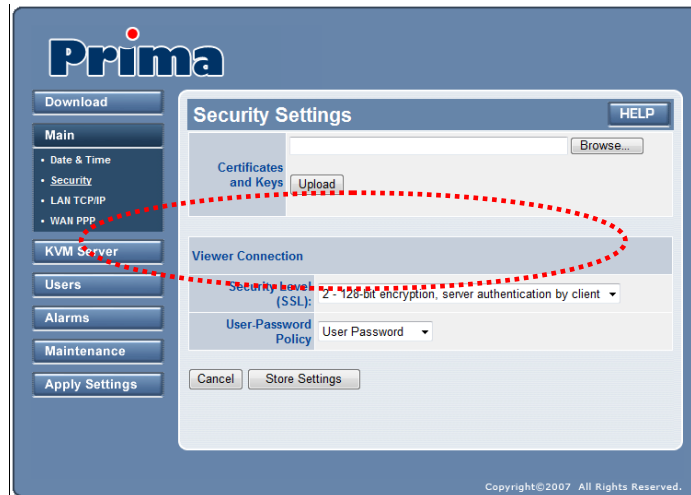 Prima
Download
Main
• Date & Time
• Security
• LAN TCP/IP
• WAN PPP
KVM Server
Users
Alarms
Maintenance
Apply Settings
Security Settings
HELP
Browse...
Certificates
and Keys
Upload
Viewer Connection
Security Level
(SSL):
2 - 128-bit encryption, server authentication by client
User-Password
Policy
User Password
Cancel
Store Settings
Copyright©2007 All Rights Reserved.